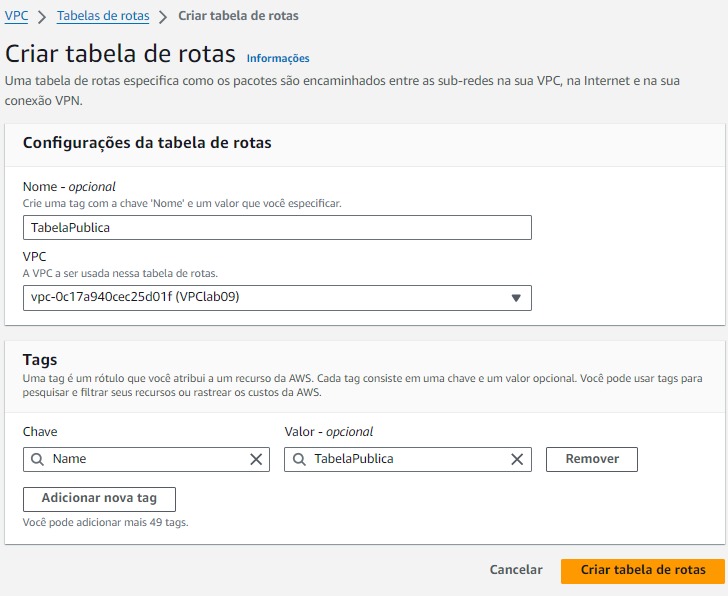 VPC > Tabelas de rotas > Criar tabela de rotas
Criar tabela de rotas Informações
Uma tabela de rotas especifica como os pacotes são encaminhados entre as sub-redes na sua VPC, na Internet e na sua
conexão VPN.
Configurações da tabela de rotas
Nome - opcional
Crie uma tag com a chave 'Nome' e um valor que você especificar.
TabelaPublica
VPC
A VPC a ser usada nessa tabela de rotas.
vpc-0c17a940cec25d01f (VPClab09)
Tags
Uma tag é um rótulo que você atribui a um recurso da AWS. Cada tag consiste em uma chave e um valor opcional. Você pode usar tags para
pesquisar e filtrar seus recursos ou rastrear os custos da AWS.
Chave Valor - opcional
Name TabelaPublica Remover
Adicionar nova tag
Você pode adicionar mais 49 tags.
Cancelar Criar tabela de rotas